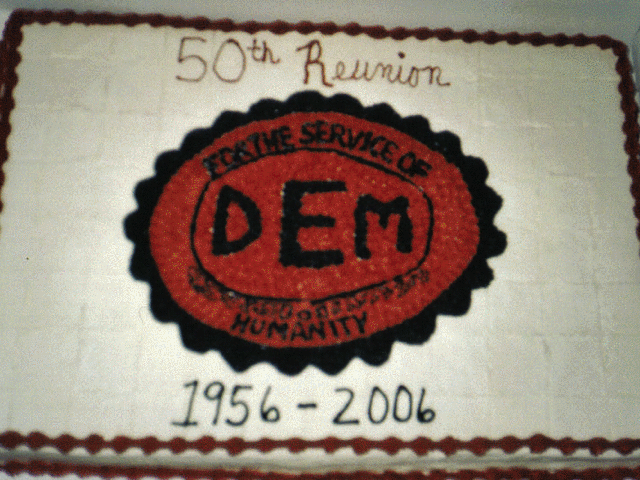 50th Reunion
FOR THE SERVICE OF
DEM
HUMANITY
1956 - 2006